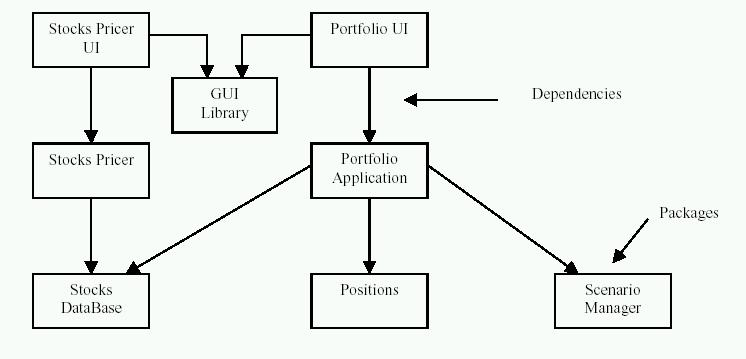 Stocks Pricer
UI
Portfolio UI
GUI
Library
Dependencies
Stocks Pricer
Portfolio
Application
Packages
Stocks
DataBase
Positions
Scenario
Manager